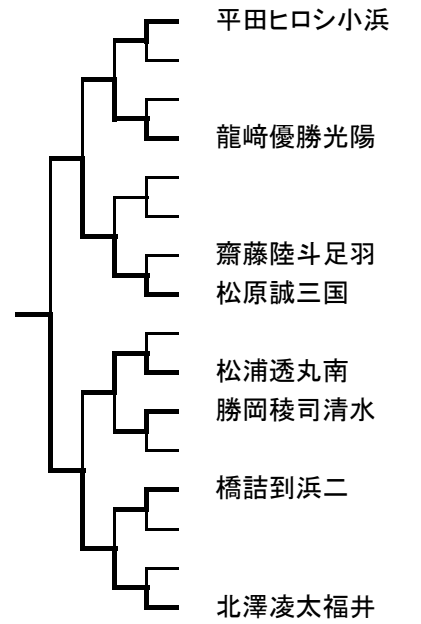 平田ヒロシ小浜
龍﨑優勝光陽
齋藤陸斗足羽
松原誠三国
松浦透丸南
勝岡稜司清水
橋詰到浜二
北澤凌太福井